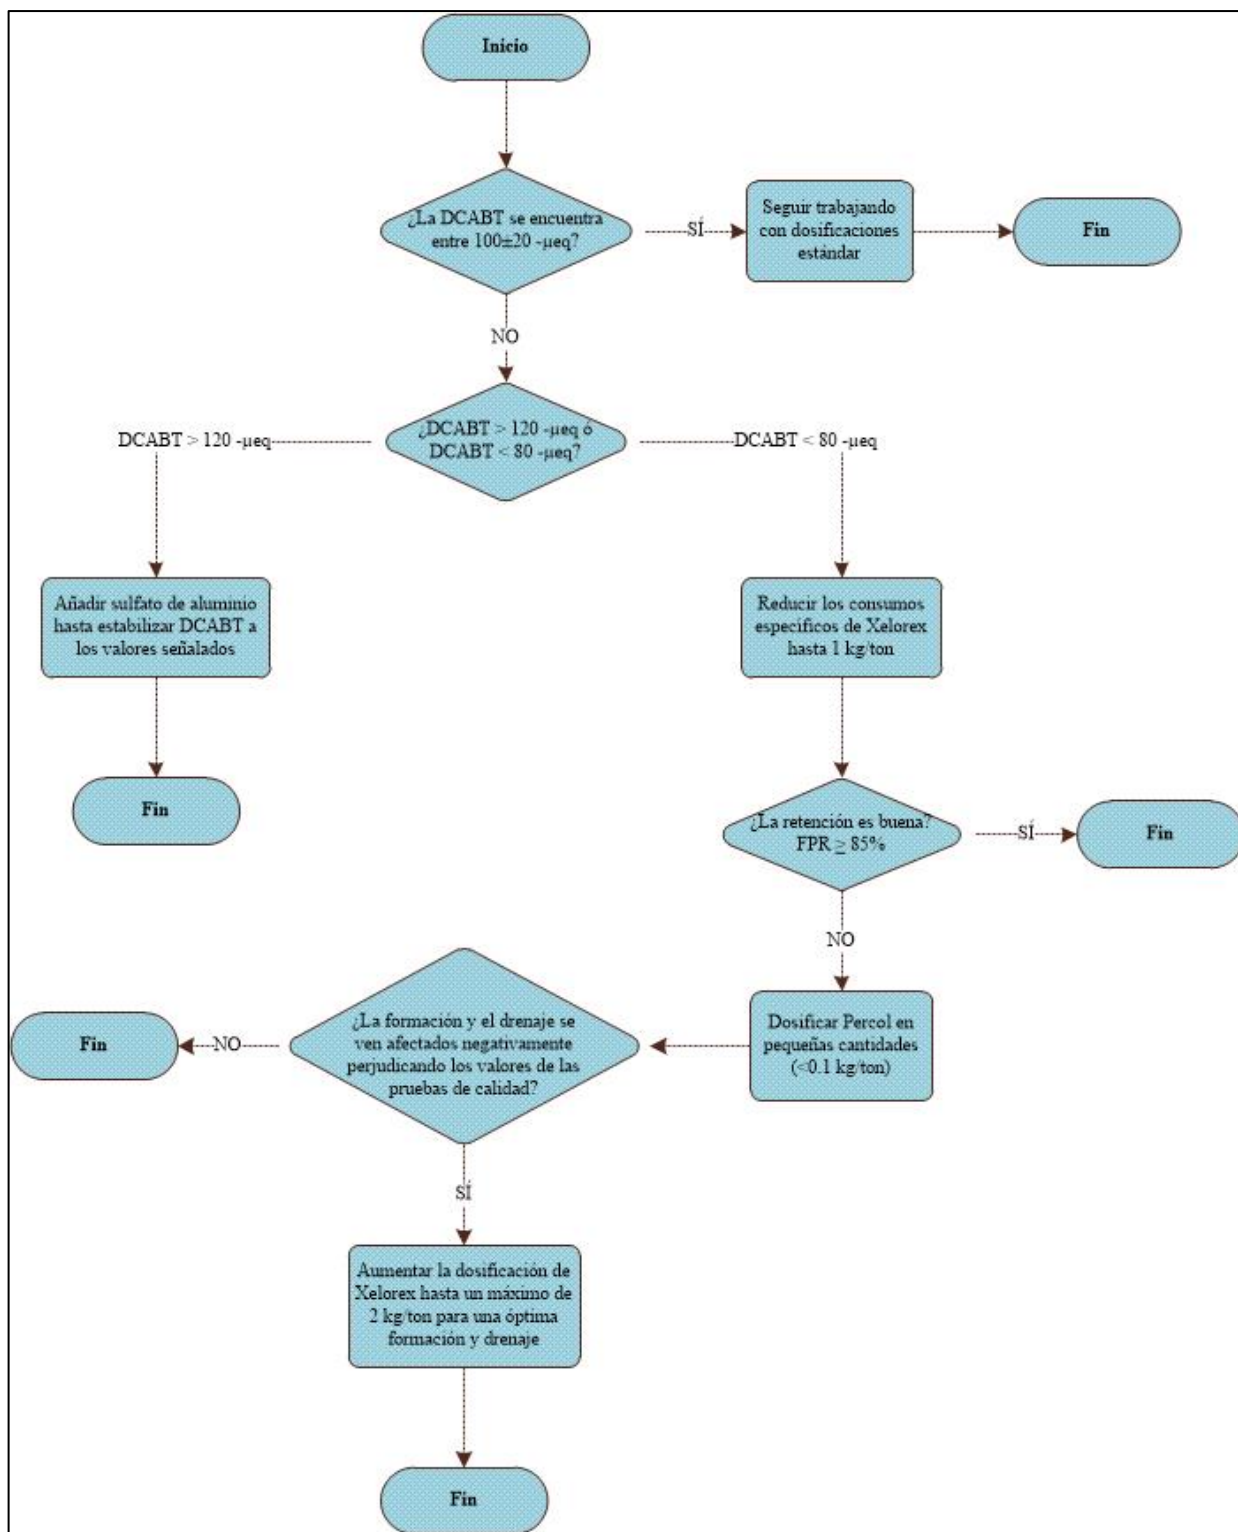 Inicio
¿La DCABT se encuentra
entre 100±20 -µeq?
SÍ
Seguir trabajando
con dosificaciones
estándar
Fin
NO
¿DCABT > 120 -µeq ó
DCABT < 80 -µeq?
DCABT > 120 -µeq
DCABT < 80 -µeq
Añadir sulfato de aluminio
hasta estabilizar DCABT a
los valores señalados
Fin
Reducir los consumos
específicos de Xelorex
hasta 1 kg/ton
¿La retención es buena?
FPR ≥ 85%
SÍ
Fin
NO
Dosificar Percol en
pequeñas cantidades
(<0.1 kg/ton)
¿La formación y el drenaje se
ven afectados negativamente
perjudicando los valores de las
pruebas de calidad?
NO
Fin
SÍ
Aumentar la dosificación de
Xelorex hasta un máximo de
2 kg/ton para una óptima
formación y drenaje
Fin